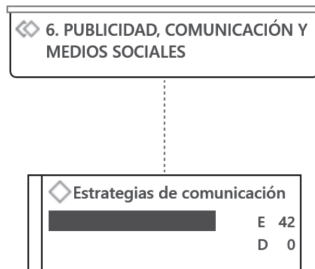 6. PUBLICIDAD, COMUNICACIÓN Y
MEDIOS SOCIALES
Estrategias de comunicación
E 42
D 0